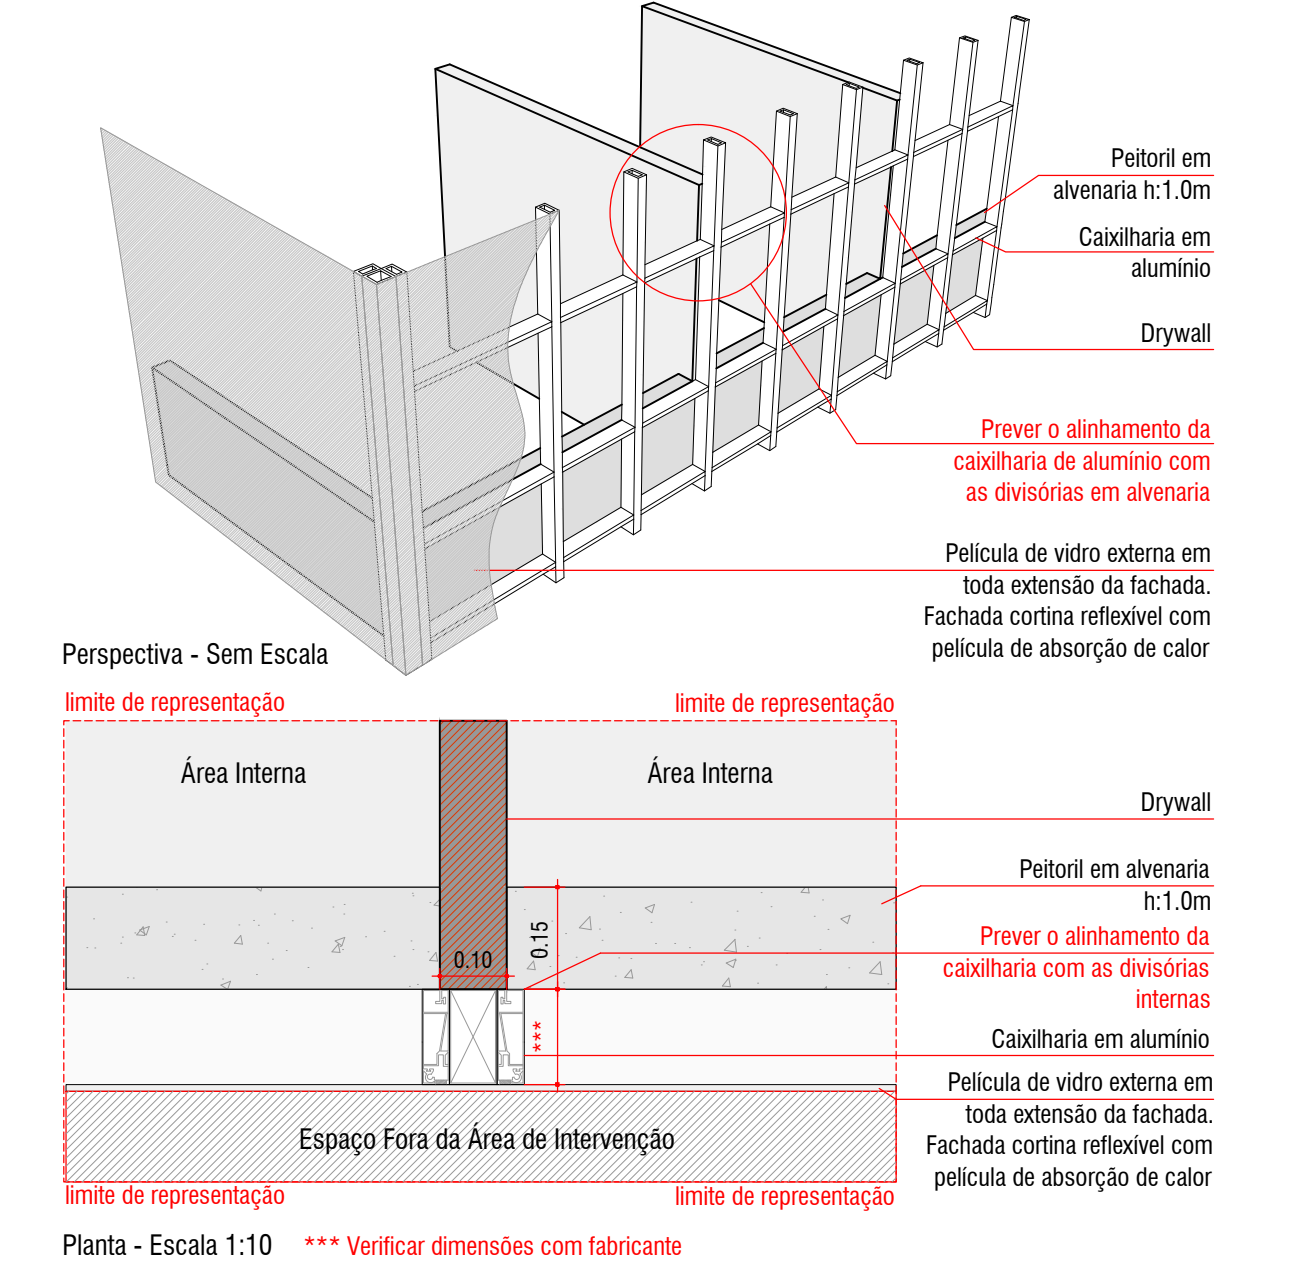 Peitoril em
alvenaria h:1.0m
Caixilharia em
alumínio
Drywall
Prever o alinhamento da
caixilharia de alumínio com
as divisórias em alvenaria
Película de vidro externa em
toda extensão da fachada.
Fachada cortina reflexível com
película de absorção de calor
Perspectiva - Sem Escala
limite de representação
limite de representação
Área Interna
Área Interna
Drywall
Peitoril em alvenaria
h:1.0m
0.10
0.15
Prever o alinhamento da
caixilharia com as divisórias
internas
***
Caixilharia em alumínio
Película de vidro externa em
toda extensão da fachada.
Fachada cortina reflexível com
película de absorção de calor
Espaço Fora da Área de Intervenção
limite de representação
limite de representação
Planta - Escala 1:10
*** Verificar dimensões com fabricante